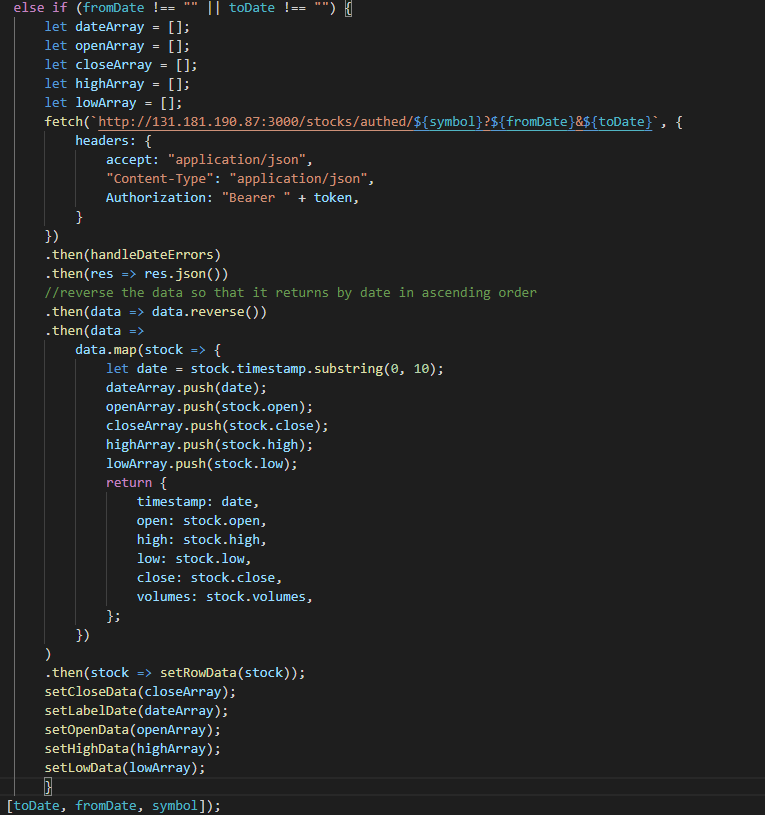 else if (fromDate !== "" || toDate !== "") {
let dateArray = [];
let openArray = [];
let closeArray = [];
let highArray = [];
let lowArray = [];
fetch(`http://131.181.190.87:3000/stocks/authed/${symbol}?${fromDate}&${toDate}`, {
headers: {
accept: "application/json",
"Content-Type": "application/json",
Authorization: "Bearer " + token,
}
})
.then(handleDateErrors)
.then(res => res.json())
//reverse the data so that it returns by date in ascending order
.then(data => data.reverse())
.then(data =>
data.map(stock => {
let date = stock.timestamp.substring(0, 10);
dateArray.push(date);
openArray.push(stock.open);
closeArray.push(stock.close);
highArray.push(stock.high);
lowArray.push(stock.low);
return {
timestamp: date,
open: stock.open,
high: stock.high,
low: stock.low,
close: stock.close,
volumes: stock.volumes,
};
})
)
.then(stock => setRowData(stock));
setCloseData(closeArray);
setLabelDate(dateArray);
setOpenData(openArray);
setHighData(highArray);
setLowData(lowArray);
}
[toDate, fromDate, symbol]);